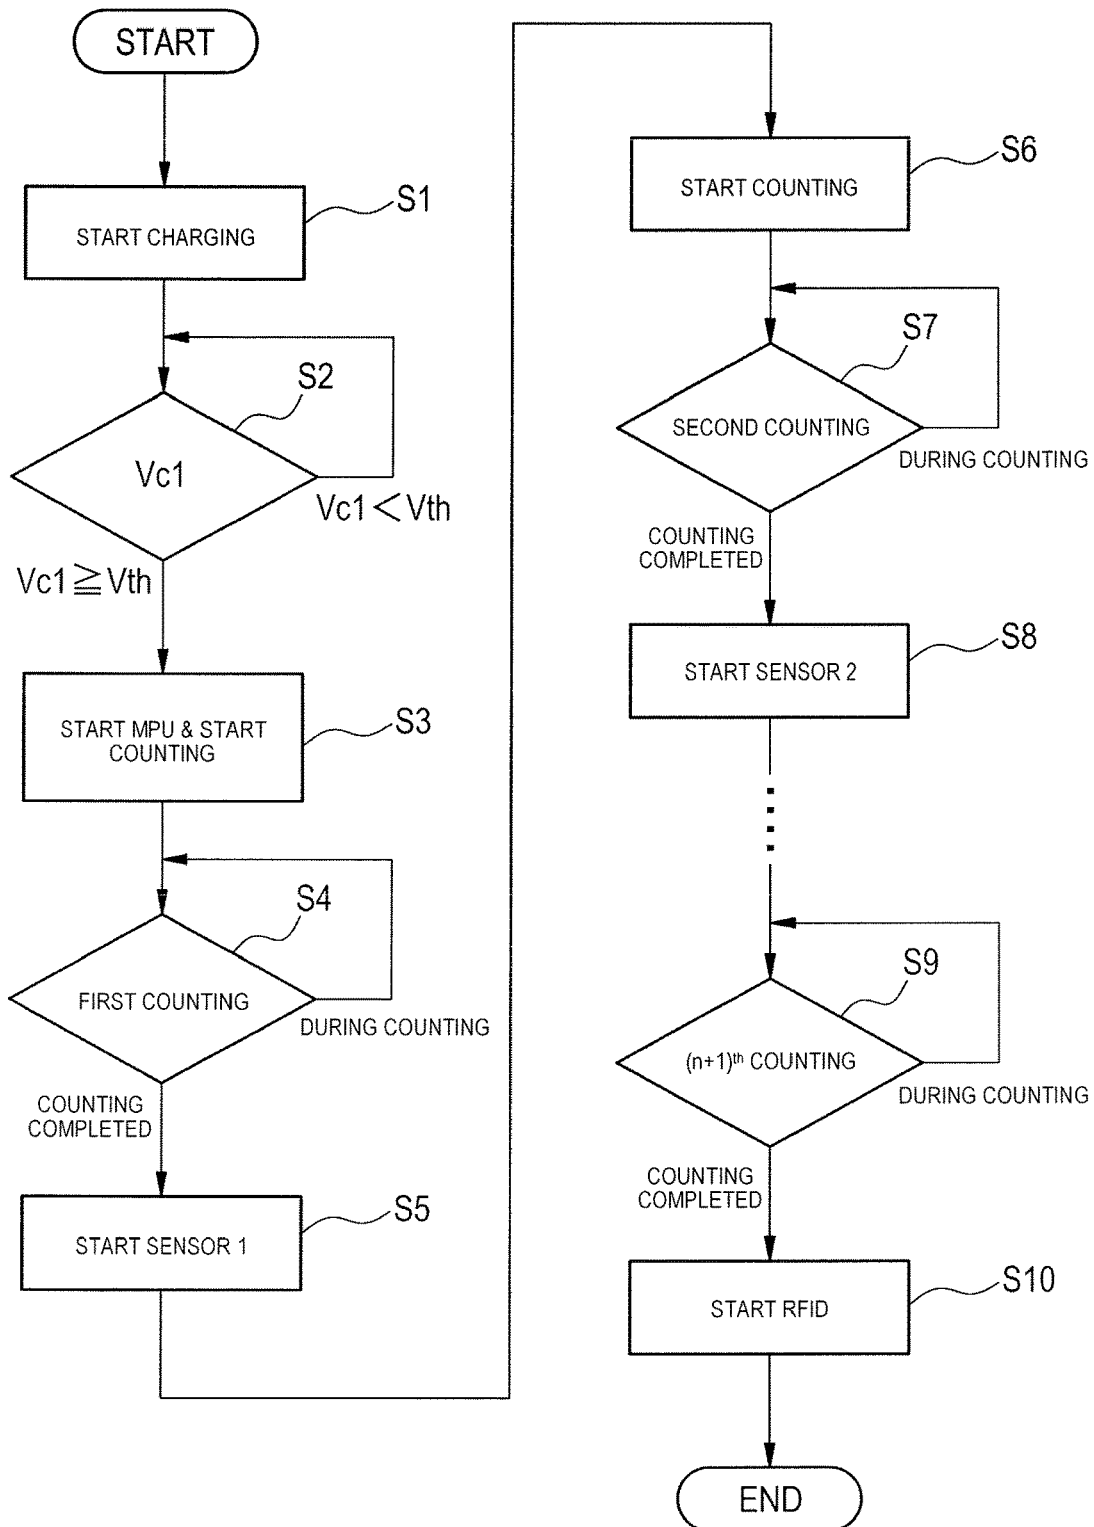 START
S1
START CHARGING
S2
Vc1
Vc1<Vth
Vc1≧Vth
START MPU & START
COUNTING
S3
S4
FIRST COUNTING
DURING COUNTING
COUNTING
COMPLETED
START SENSOR 1
S5
START COUNTING
S6
S7
SECOND COUNTING
DURING COUNTING
COUNTING
COMPLETED
START SENSOR 2
S8
S9
(n+1)th COUNTING
DURING COUNTING
COUNTING
COMPLETED
START RFID
S10
END